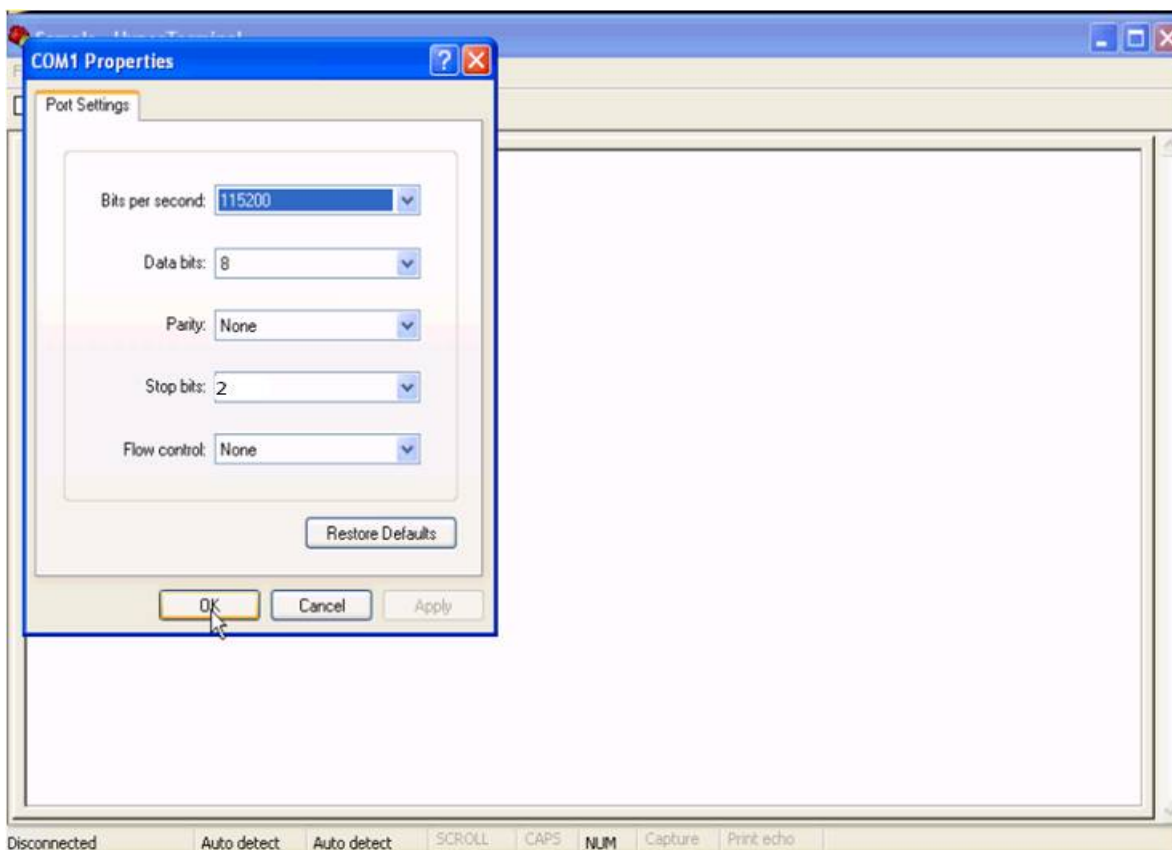 COM1 Properties
Port Settings
Bits per second: 115200
Data bits: 8
Parity: None
Stop bits: 2
Flow control: None
Restore Defaults
OK Cancel Apply
Disconnected Auto detect Auto detect SCROLL CAPS NUM Capture Print echo